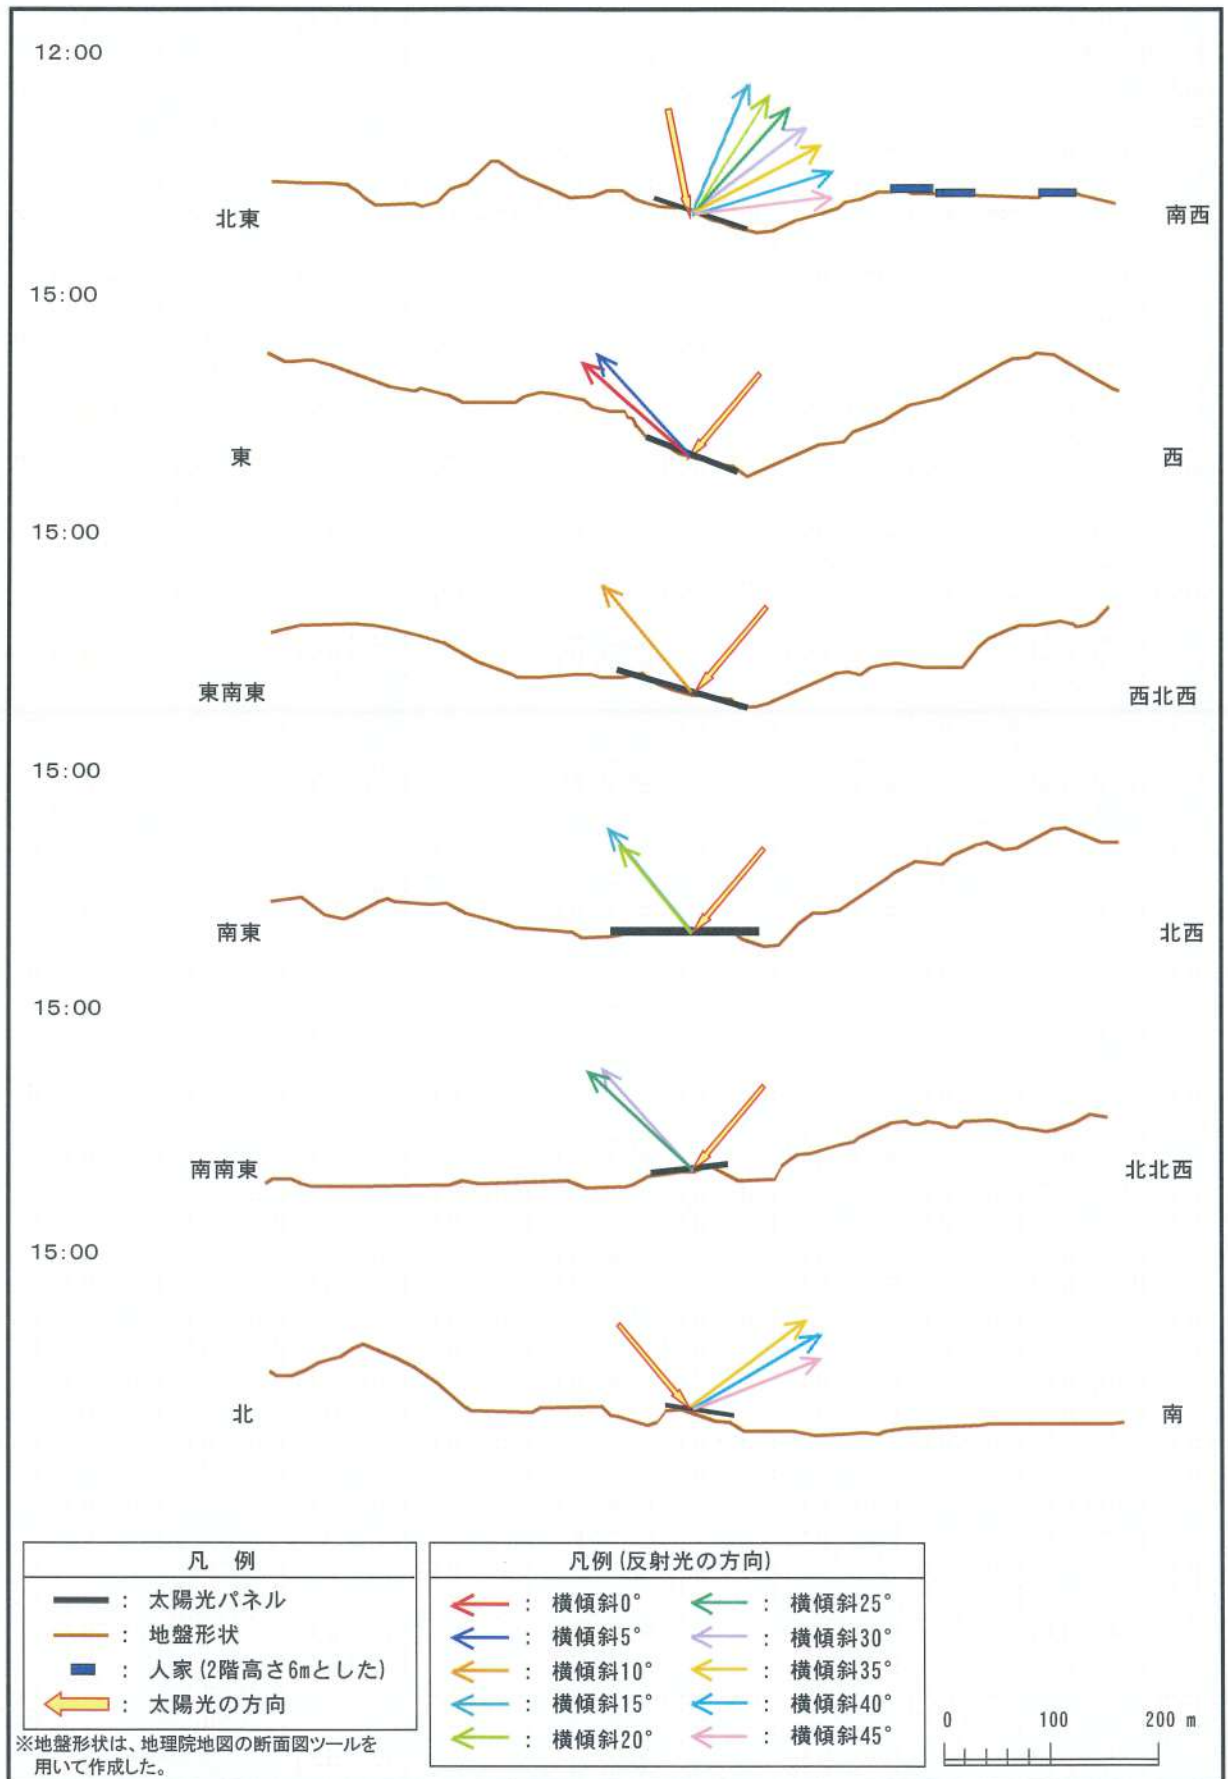 12:00
北東
南西
15:00
東
西
15:00
東南東
西北西
15:00
南東
北西
15:00
南南東
北北西
15:00
北
南
凡 例
: 太陽光パネル
: 地盤形状
: 人家(2階高さ6mとした)
: 太陽光の方向
※地盤形状は、地理院地図の断面図ツールを
用いて作成した。
凡例(反射光の方向)
: 横傾斜0°
: 横傾斜5°
: 横傾斜10°
: 横傾斜15°
: 横傾斜20°
: 横傾斜25°
: 横傾斜30°
: 横傾斜35°
: 横傾斜40°
: 横傾斜45°
0 100 200 m